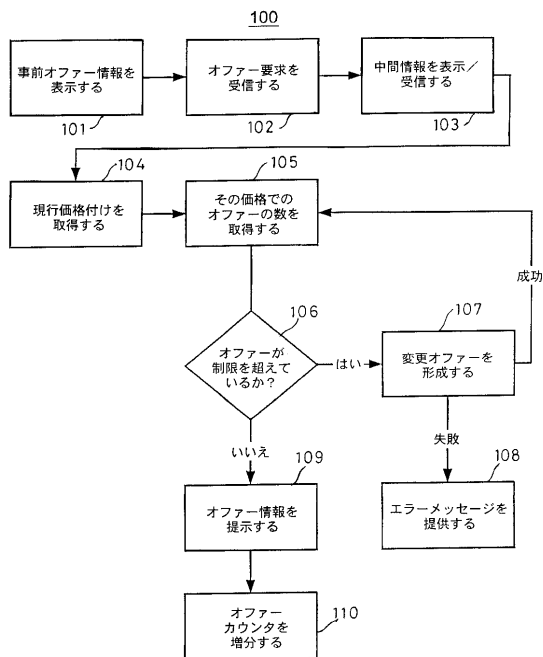 100
事前オファー情報を
表示する
101
オファー要求を
受信する
102
中間情報を表示／
受信する
103
104
現行価格付けを
取得する
105
その価格での
オファーの数を
取得する
成功
106
オファーが
制限を超えて
いるか？
はい
107
変更オファーを
形成する
いいえ
失敗
109
オファー情報を
提示する
108
エラーメッセージを
提供する
オファー
カウンタを
増分する
110